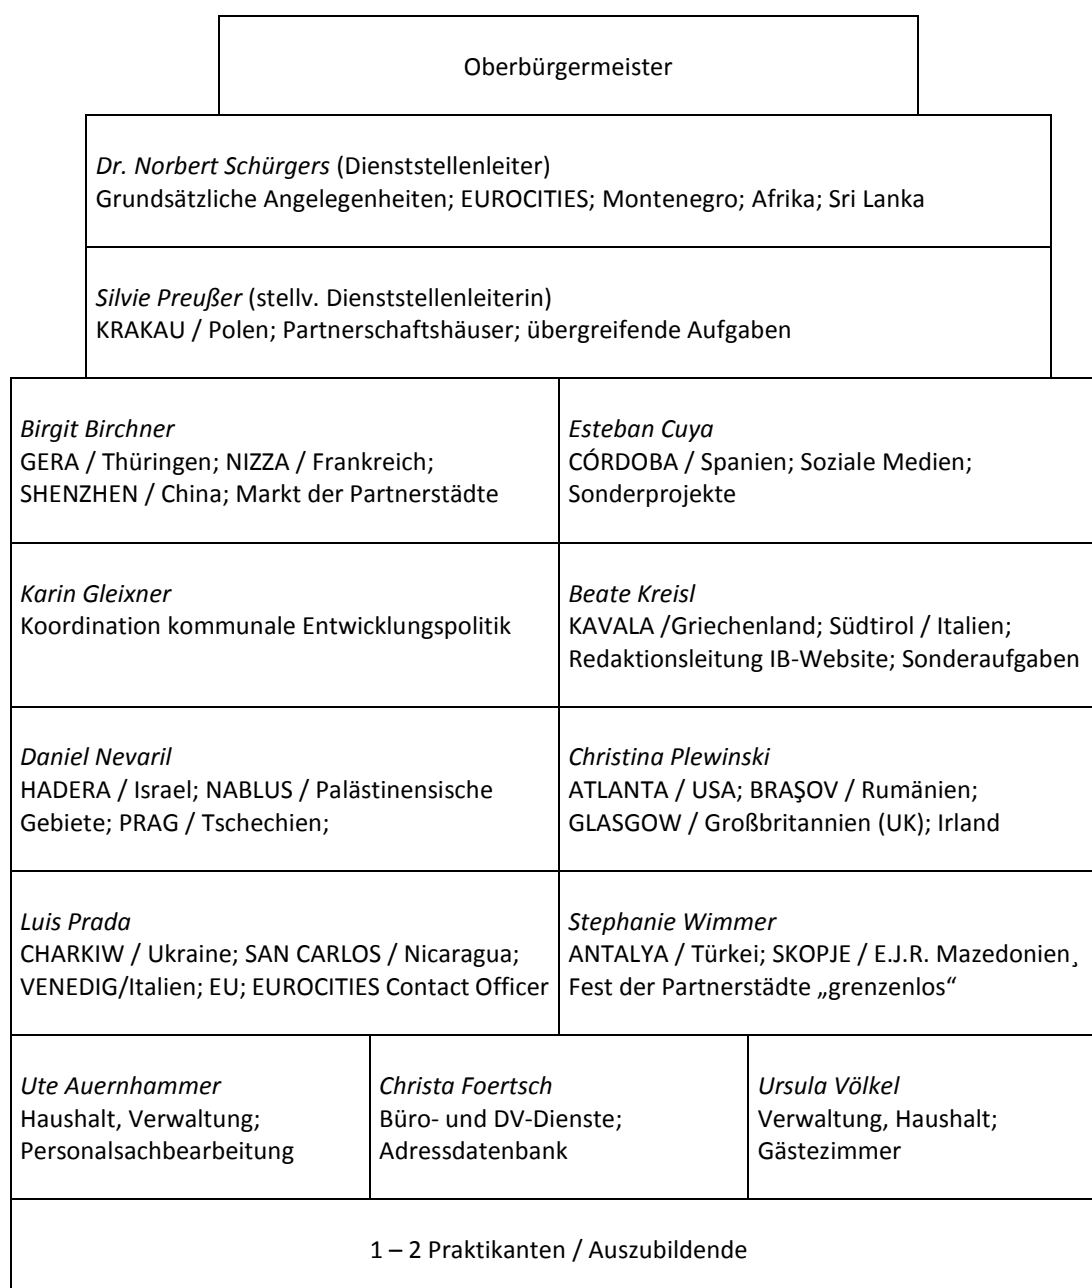 Oberbürgermeister
Dr. Norbert Schürgers (Dienststellenleiter)
Grundsätzliche Angelegenheiten; EUROCITIES; Montenegro; Afrika; Sri Lanka
Silvie Preußer (stellv. Dienststellenleiterin)
KRAKAU / Polen; Partnerschaftshäuser; übergreifende Aufgaben
Birgit Birchner
GERA / Thüringen; NIZZA / Frankreich;
SHENZHEN / China; Markt der Partnerstädte
Esteban Cuya
CÓRDOBA / Spanien; Soziale Medien;
Sonderprojekte
Karin Gleixner
Koordination kommunale Entwicklungspolitik
Beate Kreisl
KAVALA /Griechenland; Südtirol / Italien;
Redaktionsleitung IB-Website; Sonderaufgaben
Daniel Nevaril
HADERA / Israel; NABLUS / Palästinensische
Gebiete; PRAG / Tschechien;
Christina Plewinski
ATLANTA / USA; BRAŞOV / Rumänien;
GLASGOW / Großbritannien (UK); Irland
Luis Prada
CHARKIW / Ukraine; SAN CARLOS / Nicaragua;
VENEDIG/Italien; EU; EUROCITIES Contact Officer
Stephanie Wimmer
ANTALYA / Türkei; SKOPJE / E.J.R. Mazedonien¸
Fest der Partnerstädte „grenzenlos“
Ute Auernhammer
Haushalt, Verwaltung;
Personalsachbearbeitung
Christa Foertsch
Büro- und DV-Dienste;
Adressdatenbank
Ursula Völkel
Verwaltung, Haushalt;
Gästezimmer
1 – 2 Praktikanten / Auszubildende